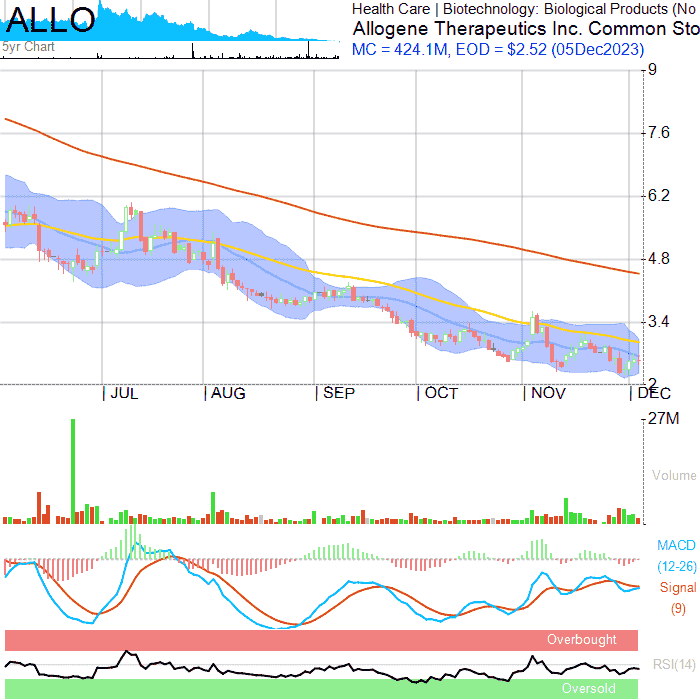 ALLO
5yr Chart
Health Care | Biotechnology: Biological Products (No
Allogene Therapeutics Inc. Common Sto
MC = 424.1M, EOD = $2.52 (05Dec2023)
9
7.6
6.2
4.8
3.4
2
JUL AUG SEP OCT NOV DEC
27M
Volume
MACD
(12-26)
Signal
(9)
Overbought
RSI(14)
Oversold